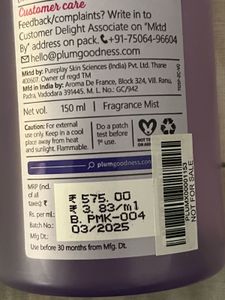 Customer care
Feedback/complaints? Write in to
Customer Delight Associate on "Mktd
By" address on pack. +91-75064-96604
hello@plumgoodness.com
Mktd by: Pureplay Skin Sciences (India) Pvt. Ltd. Thane
400607. Owner of regd TM
Mfd in India by: Aroma De France, Block 324, Vill. Ranu,
Padra, Vadodara 391445. M. L. No.: GC/942
Net vol. 150 ml Fragrance Mist
Caution: For external
use only. Keep in a cool
place away from heat
and sunlight. Flammable.
Do a patch
test before
1st use.
plumgoodness.com
MRP (incl.
of all
taxes) ₹
Rs. per ml.:
Batch no.:
Mfg Dt.:
₹ 575.00
₹ 3.83/ml
B. PMK-004
03/2025
Use before 30 months from Mfg. Dt.
NOT FOR SALE